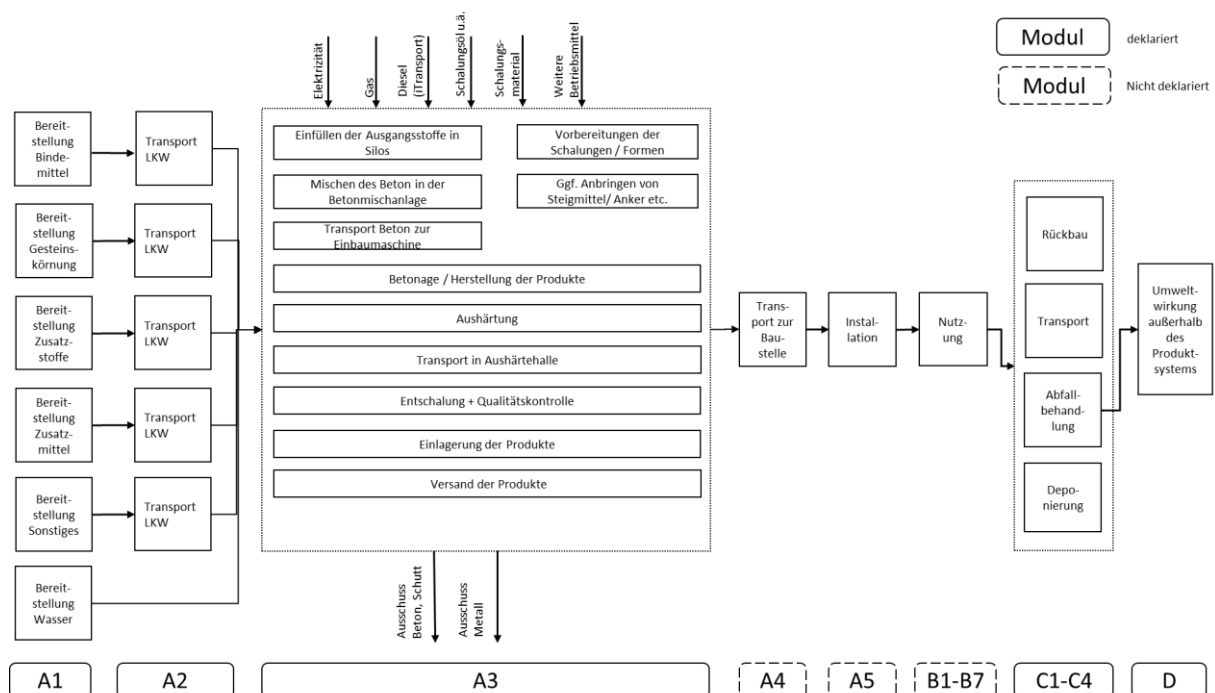 Elektrizität
Gas
Diesel
(iTransport)
Schalungsöl u.ä.
Schalungs-
material
Weitere
Betriebsmittel
Modul
deklariert
Modul
Nicht deklariert
Bereit-
stellung
Binde-
mittel
Transport
LKW
Bereit-
stellung
Gesteins-
körnung
Transport
LKW
Bereit-
stellung
Zusatz-
stoffe
Transport
LKW
Bereit-
stellung
Zusatz-
mittel
Transport
LKW
Bereit-
stellung
Sonstiges
Transport
LKW
Bereit-
stellung
Wasser
Einfüllen der Ausgangsstoffe in
Silos
Vorbereitungen der
Schalungen / Formen
Mischen des Beton in der
Betonmischanlage
Ggf. Anbringen von
Steigmittel/ Anker etc.
Transport Beton zur
Einbaumaschine
Betonage / Herstellung der Produkte
Aushärtung
Transport in Aushärtehalle
Entschalung + Qualitätskontrolle
Einlagerung der Produkte
Versand der Produkte
Ausschuss
Beton, Schutt
Ausschuss
Metall
Trans-
port zur
Bau-
stelle
Instal-
lation
Nutz-
ung
Rückbau
Transport
Abfall-
behand-
lung
Depo-
nierung
Umwelt-
wirkung
außerhalb
des
Produkt-
systems
A1
A2
A3
A4
A5
B1-B7
C1-C4
D